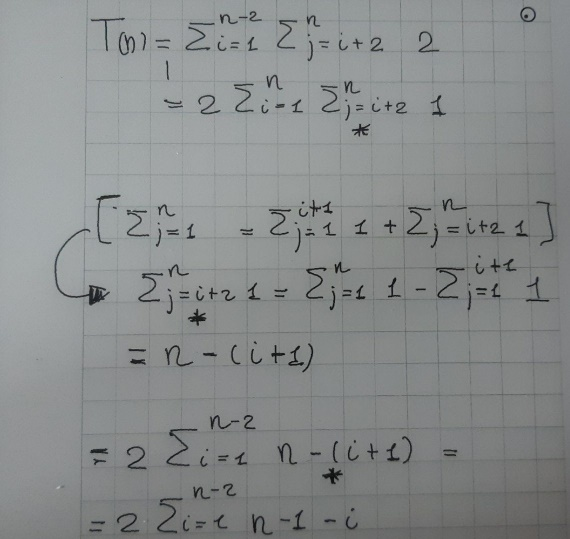 T(n) = Σ_{i=1}^{n-2} Σ_{j=i+2}^{n} 2
= 2 Σ_{i=1}^{n} Σ_{j=i+2}^{n} 1
*
[ Σ_{j=1}^{n} = Σ_{j=1}^{i+1} 1 + Σ_{j=i+2}^{n} 1 ]
Σ_{j=i+2}^{n} 1 = Σ_{j=1}^{n} 1 - Σ_{j=1}^{i+1} 1
*
= n - (i+1)
= 2 Σ_{i=1}^{n-2} n - (i+1) =
*
= 2 Σ_{i=1}^{n-2} n-1-i